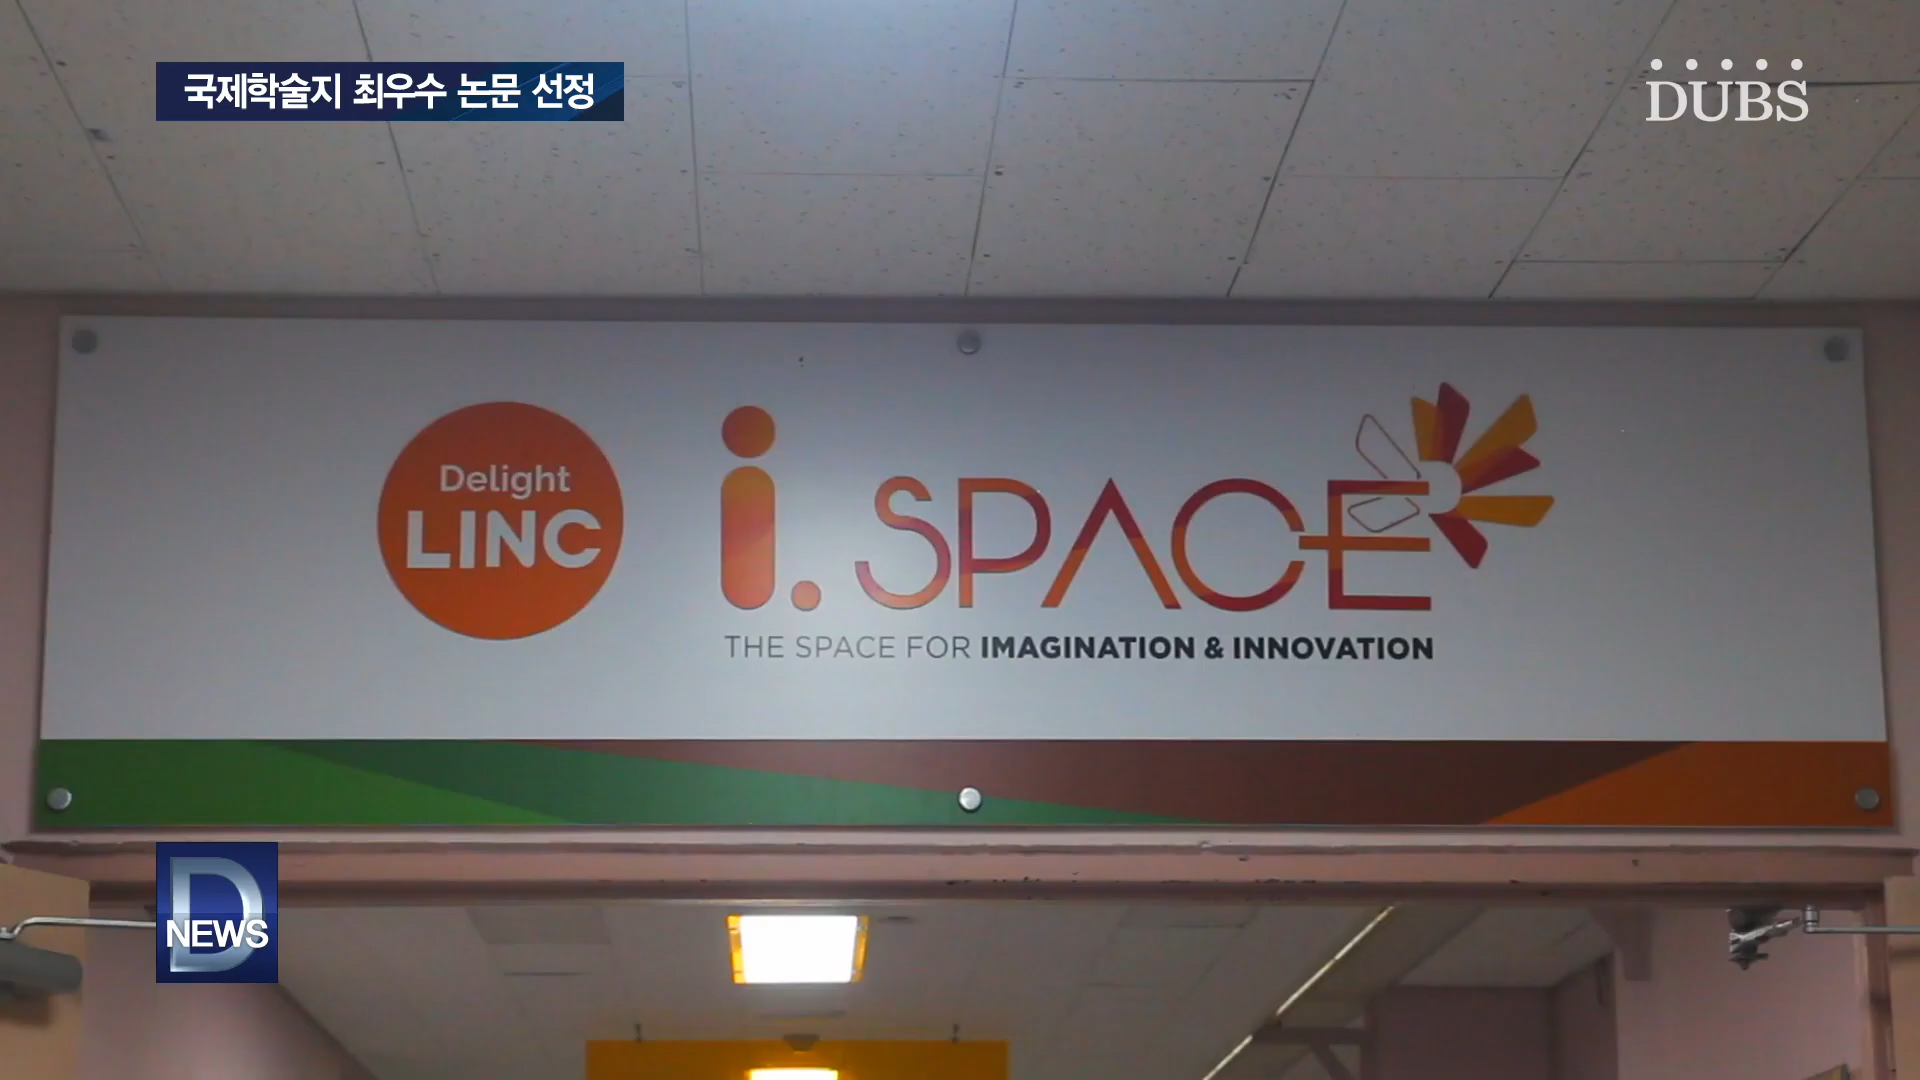 국제학술지 최우수 논문 선정
DUBS
Delight
LINC
i.SPACE
THE SPACE FOR IMAGINATION & INNOVATION
D
NEWS